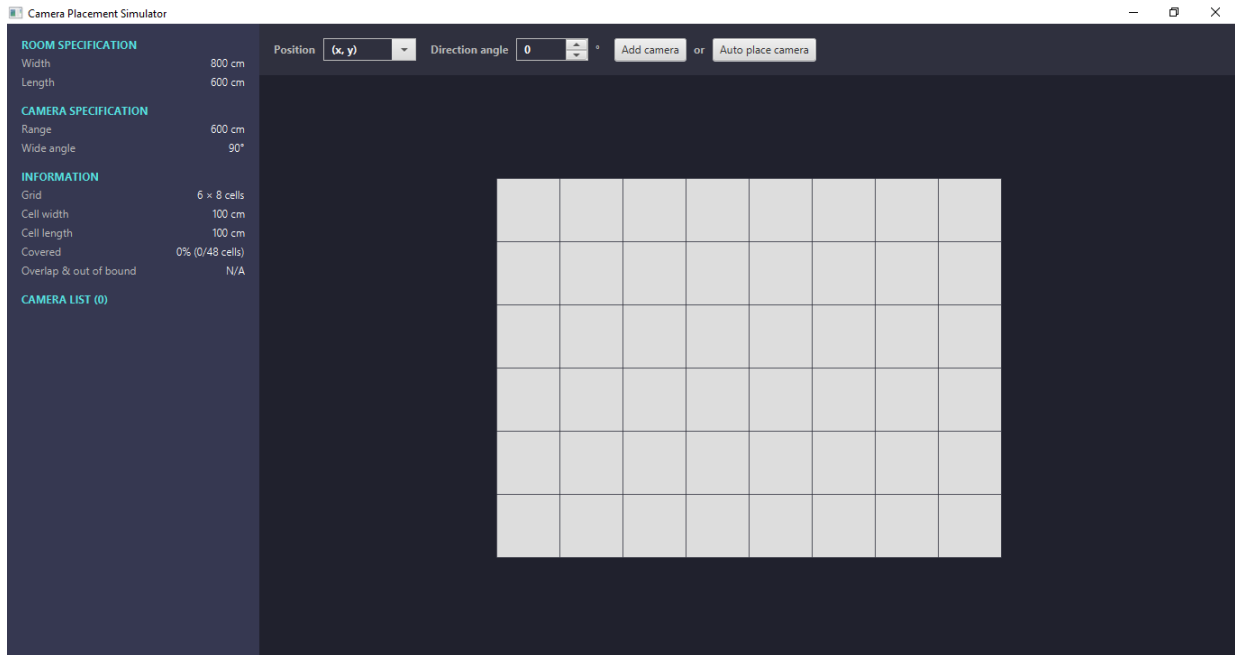 Camera Placement Simulator
ROOM SPECIFICATION
Width 800 cm
Length 600 cm
CAMERA SPECIFICATION
Range 600 cm
Wide angle 90°
INFORMATION
Grid 6 × 8 cells
Cell width 100 cm
Cell length 100 cm
Covered 0% (0/48 cells)
Overlap & out of bound N/A
CAMERA LIST (0)
Position (x, y) Direction angle 0 ° Add camera or Auto place camera